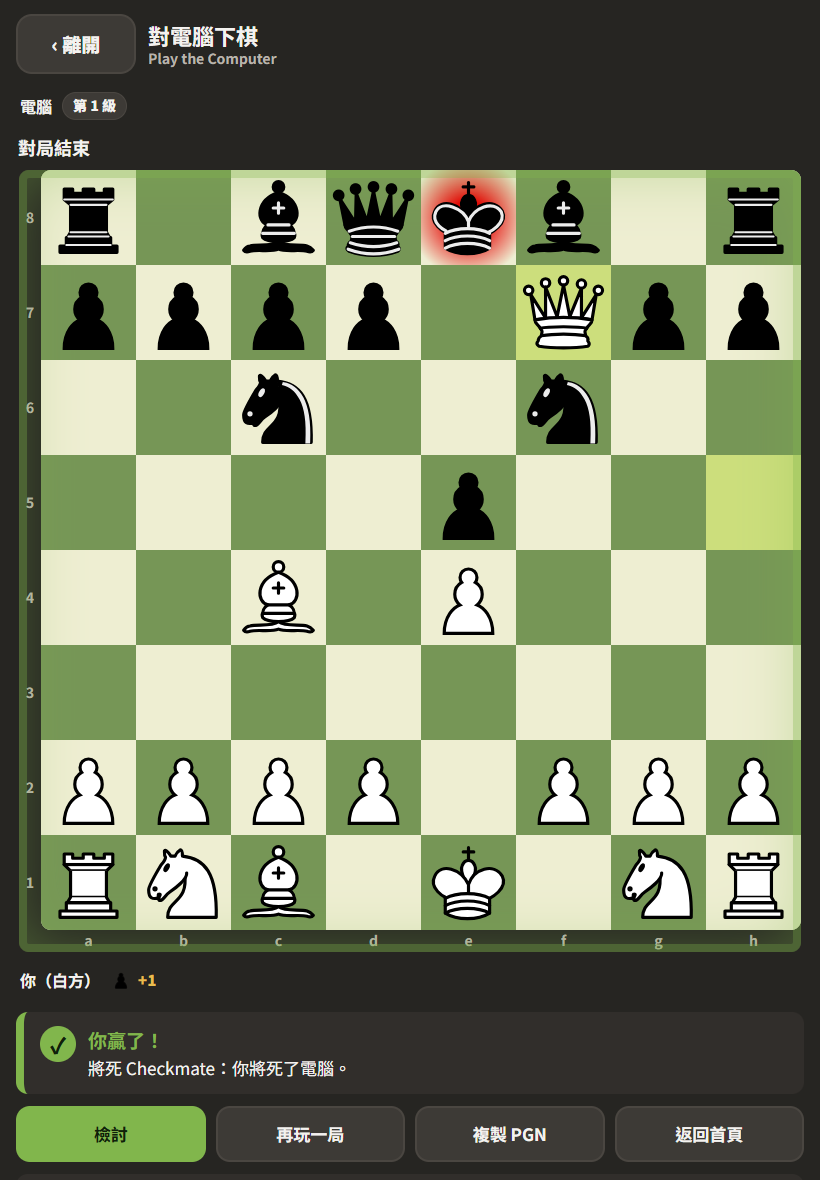 ‹ 離開
對電腦下棋
Play the Computer
電腦 第 1 級
對局結束
8
7
6
5
4
3
2
1
a b c d e f g h
你（白方） +1
你贏了！
將死 Checkmate：你將死了電腦。
檢討 再玩一局 複製 PGN 返回首頁